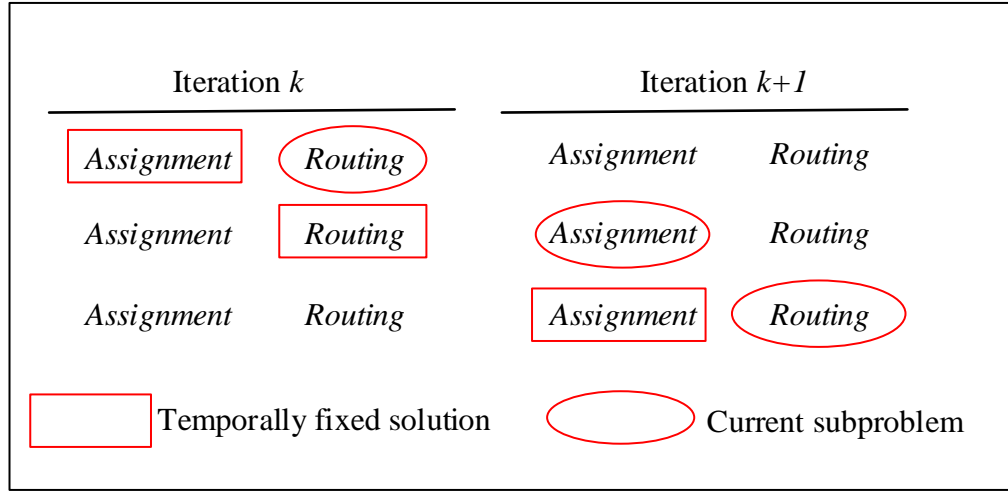 Iteration k Iteration k+1
Assignment Routing Assignment Routing
Assignment Routing Assignment Routing
Assignment Routing Assignment Routing
Temporally fixed solution Current subproblem